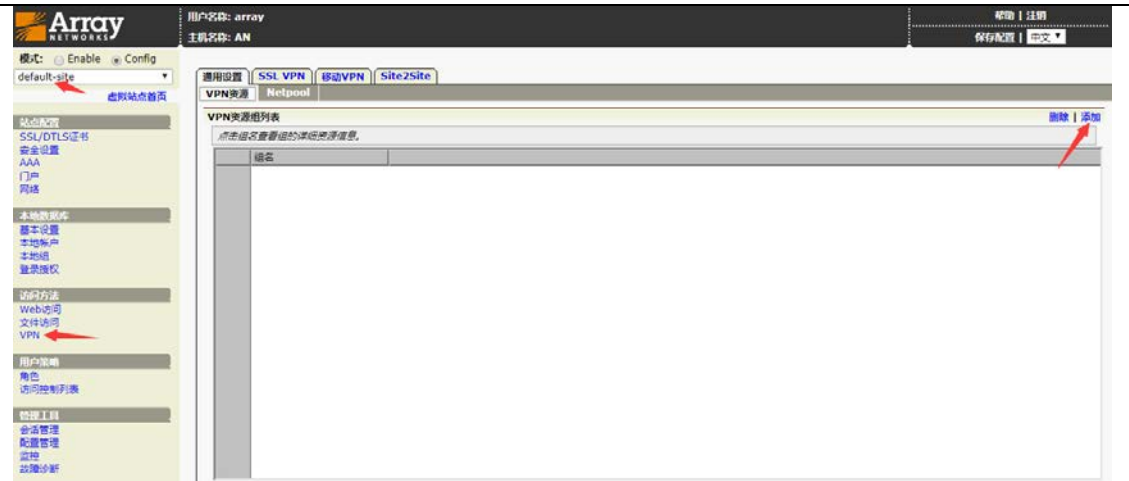 Array
NETWORKS
用户名称: array
主机名称: AN
帮助 | 注销
保存配置 | 中文
模式: Enable Config
default-site
虚拟站点首页
站点配置
SSL/DTLS证书
安全设置
AAA
门户
网络
本地数据库
基本设置
本地帐户
本地组
登录授权
访问方法
Web访问
文件访问
VPN
用户策略
角色
访问控制列表
管理工具
会话管理
配置管理
监控
故障诊断
通用设置 SSL VPN 移动VPN Site2Site
VPN资源 Netpool
VPN资源组列表
删除 | 添加
点击组名查看组的详细资源信息。
组名